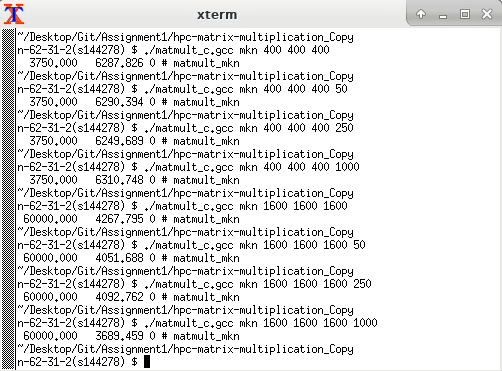 xterm
~/Desktop/Git/Assignment1/hpc-matrix-multiplication_Copy
n-62-31-2(s144278) $ ./matmult_c.gcc mkn 400 400 400
3750.000 6287.826 0 # matmult_mkn
~/Desktop/Git/Assignment1/hpc-matrix-multiplication_Copy
n-62-31-2(s144278) $ ./matmult_c.gcc mkn 400 400 400 50
3750.000 6290.394 0 # matmult_mkn
~/Desktop/Git/Assignment1/hpc-matrix-multiplication_Copy
n-62-31-2(s144278) $ ./matmult_c.gcc mkn 400 400 400 250
3750.000 6249.689 0 # matmult_mkn
~/Desktop/Git/Assignment1/hpc-matrix-multiplication_Copy
n-62-31-2(s144278) $ ./matmult_c.gcc mkn 400 400 400 1000
3750.000 6310.748 0 # matmult_mkn
~/Desktop/Git/Assignment1/hpc-matrix-multiplication_Copy
n-62-31-2(s144278) $ ./matmult_c.gcc mkn 1600 1600 1600
60000.000 4267.795 0 # matmult_mkn
~/Desktop/Git/Assignment1/hpc-matrix-multiplication_Copy
n-62-31-2(s144278) $ ./matmult_c.gcc mkn 1600 1600 1600 50
60000.000 4051.688 0 # matmult_mkn
~/Desktop/Git/Assignment1/hpc-matrix-multiplication_Copy
n-62-31-2(s144278) $ ./matmult_c.gcc mkn 1600 1600 1600 250
60000.000 4092.762 0 # matmult_mkn
~/Desktop/Git/Assignment1/hpc-matrix-multiplication_Copy
n-62-31-2(s144278) $ ./matmult_c.gcc mkn 1600 1600 1600 1000
60000.000 3689.459 0 # matmult_mkn
~/Desktop/Git/Assignment1/hpc-matrix-multiplication_Copy
n-62-31-2(s144278) $